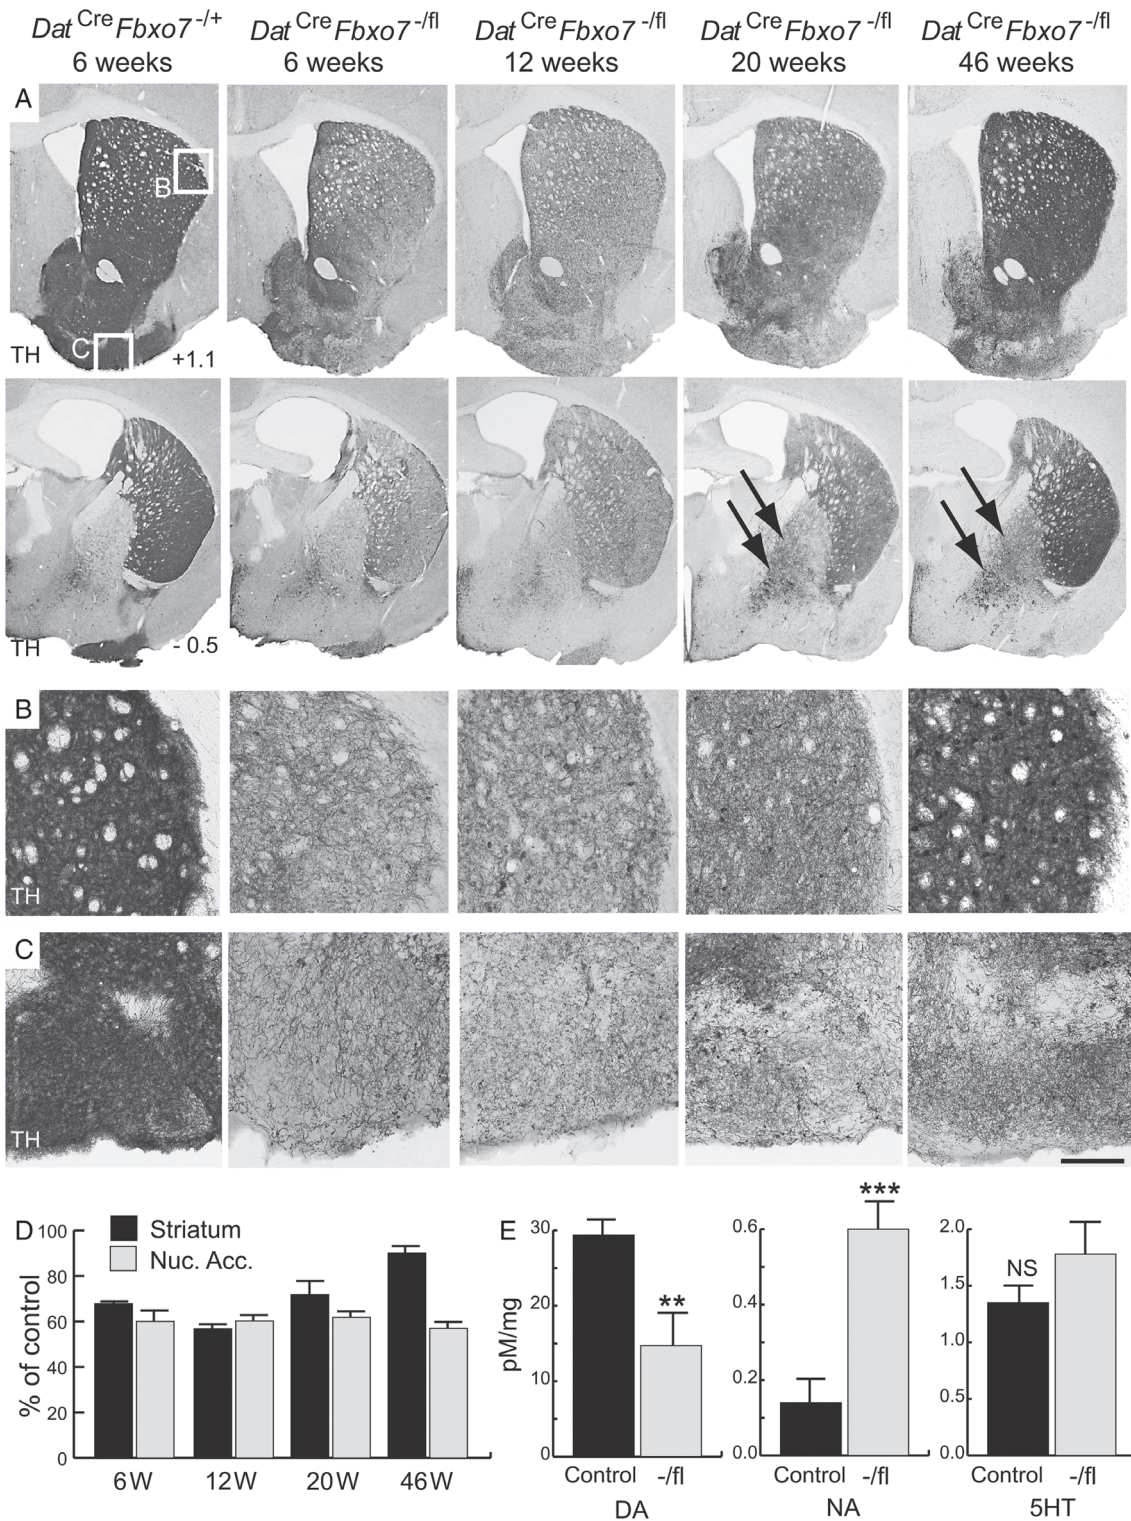 Dat Cre Fbxo7 -/+ Dat Cre Fbxo7 -/fl Dat Cre Fbxo7 -/fl Dat Cre Fbxo7 -/fl Dat Cre Fbxo7 -/fl
6 weeks 6 weeks 12 weeks 20 weeks 46 weeks
A
B
C
TH +1.1
TH - 0.5
B
TH
C
TH
D
Striatum
Nuc. Acc.
% of control
100
80
60
40
20
0
6W 12W 20W 46W
E
pM/mg
30
20
10
0
**
Control -/fl
DA
***
0.6
0.4
0.2
0.0
Control -/fl
NA
2.0
1.5
1.0
0.5
0.0
NS
Control -/fl
5HT